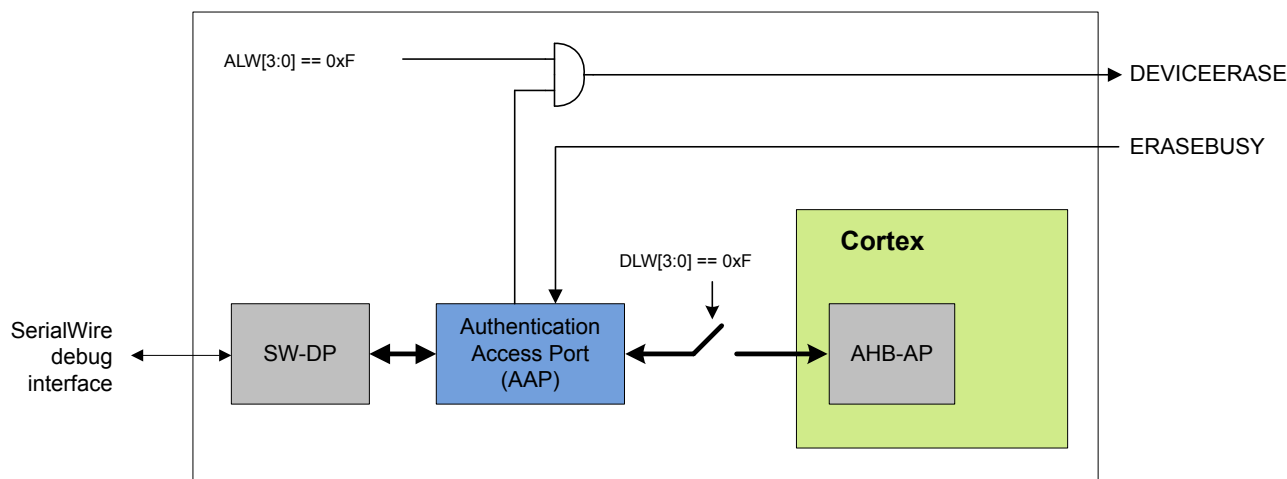 ALW[3:0] == 0xF
DEVICEERASE
ERASEBUSY
Cortex
DLW[3:0] == 0xF
SerialWire
debug
interface
SW-DP
Authentication
Access Port
(AAP)
AHB-AP